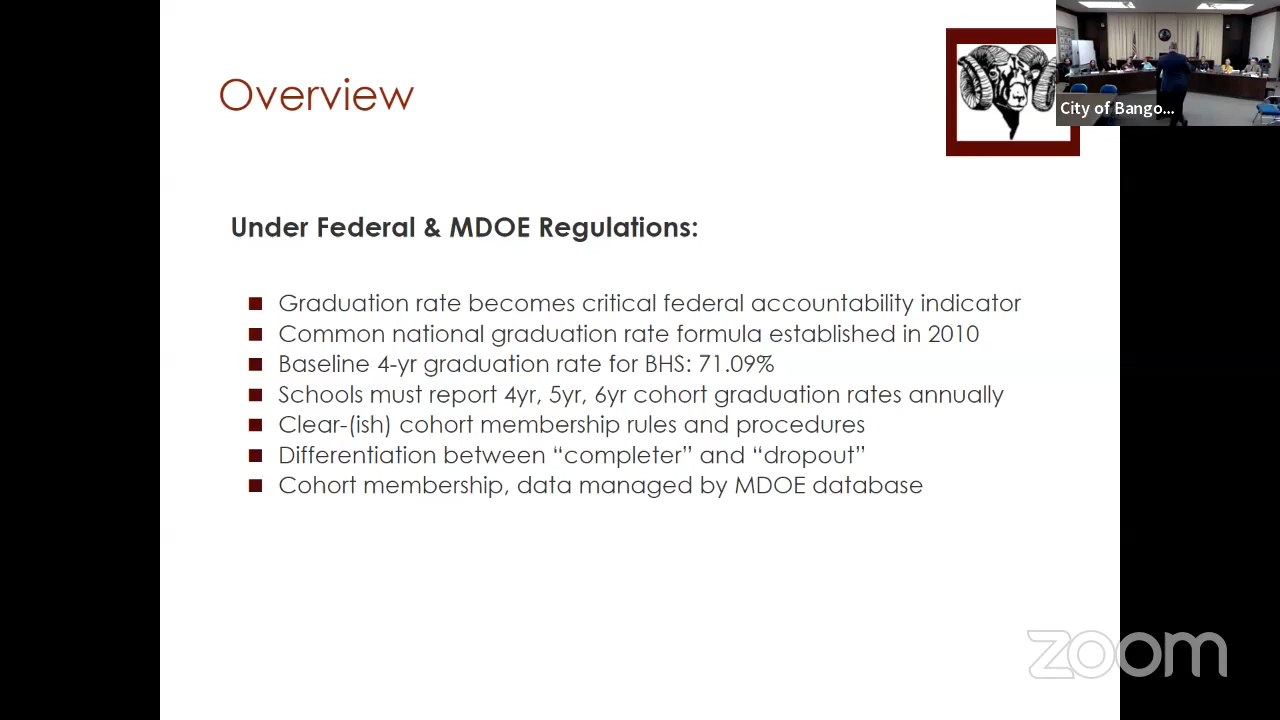 Overview
City of Bango...
Under Federal & MDOE Regulations:
Graduation rate becomes critical federal accountability indicator
Common national graduation rate formula established in 2010
Baseline 4-yr graduation rate for BHS: 71.09%
Schools must report 4yr, 5yr, 6yr cohort graduation rates annually
Clear-(ish) cohort membership rules and procedures
Differentiation between “completer” and “dropout”
Cohort membership, data managed by MDOE database
zoom